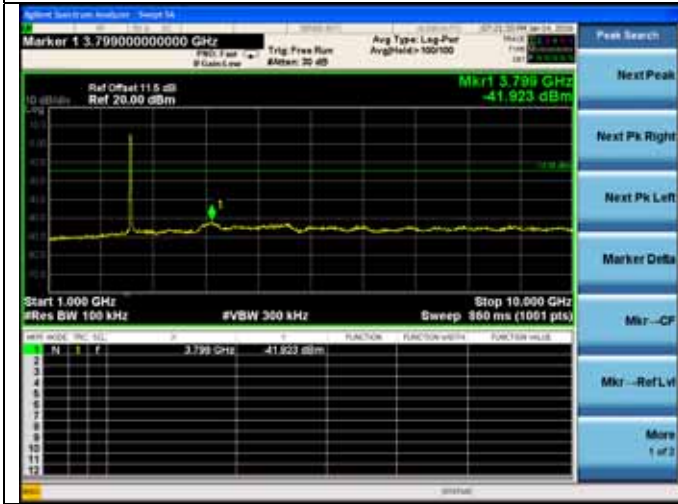 Agilent Spectrum Analyzer - Swept SA
Marker 1 3.799000000000 GHz
PNO: Fast
IFGain:Low
Trig: Free Run
#Atten: 30 dB
Avg Type: Log-Pwr
Avg|Hold:>100/100
Peak Search
Ref Offset 11.5 dB
10 dB/div Ref 20.00 dBm
Mkr1 3.799 GHz
-41.923 dBm
Log
1
Next Peak
Next Pk Right
Next Pk Left
Marker Delta
Mkr→CF
Mkr→RefLvl
More
1 of 2
Start 1.000 GHz
Stop 10.000 GHz
#Res BW 100 kHz
#VBW 300 kHz
Sweep 860 ms (1001 pts)
MKR MODE TRC SCL X Y FUNCTION FUNCTION WIDTH FUNCTION VALUE
1 N 1 f 3.799 GHz -41.923 dBm
2
3
4
5
6
7
8
9
10
11
12
MSG
STATUS